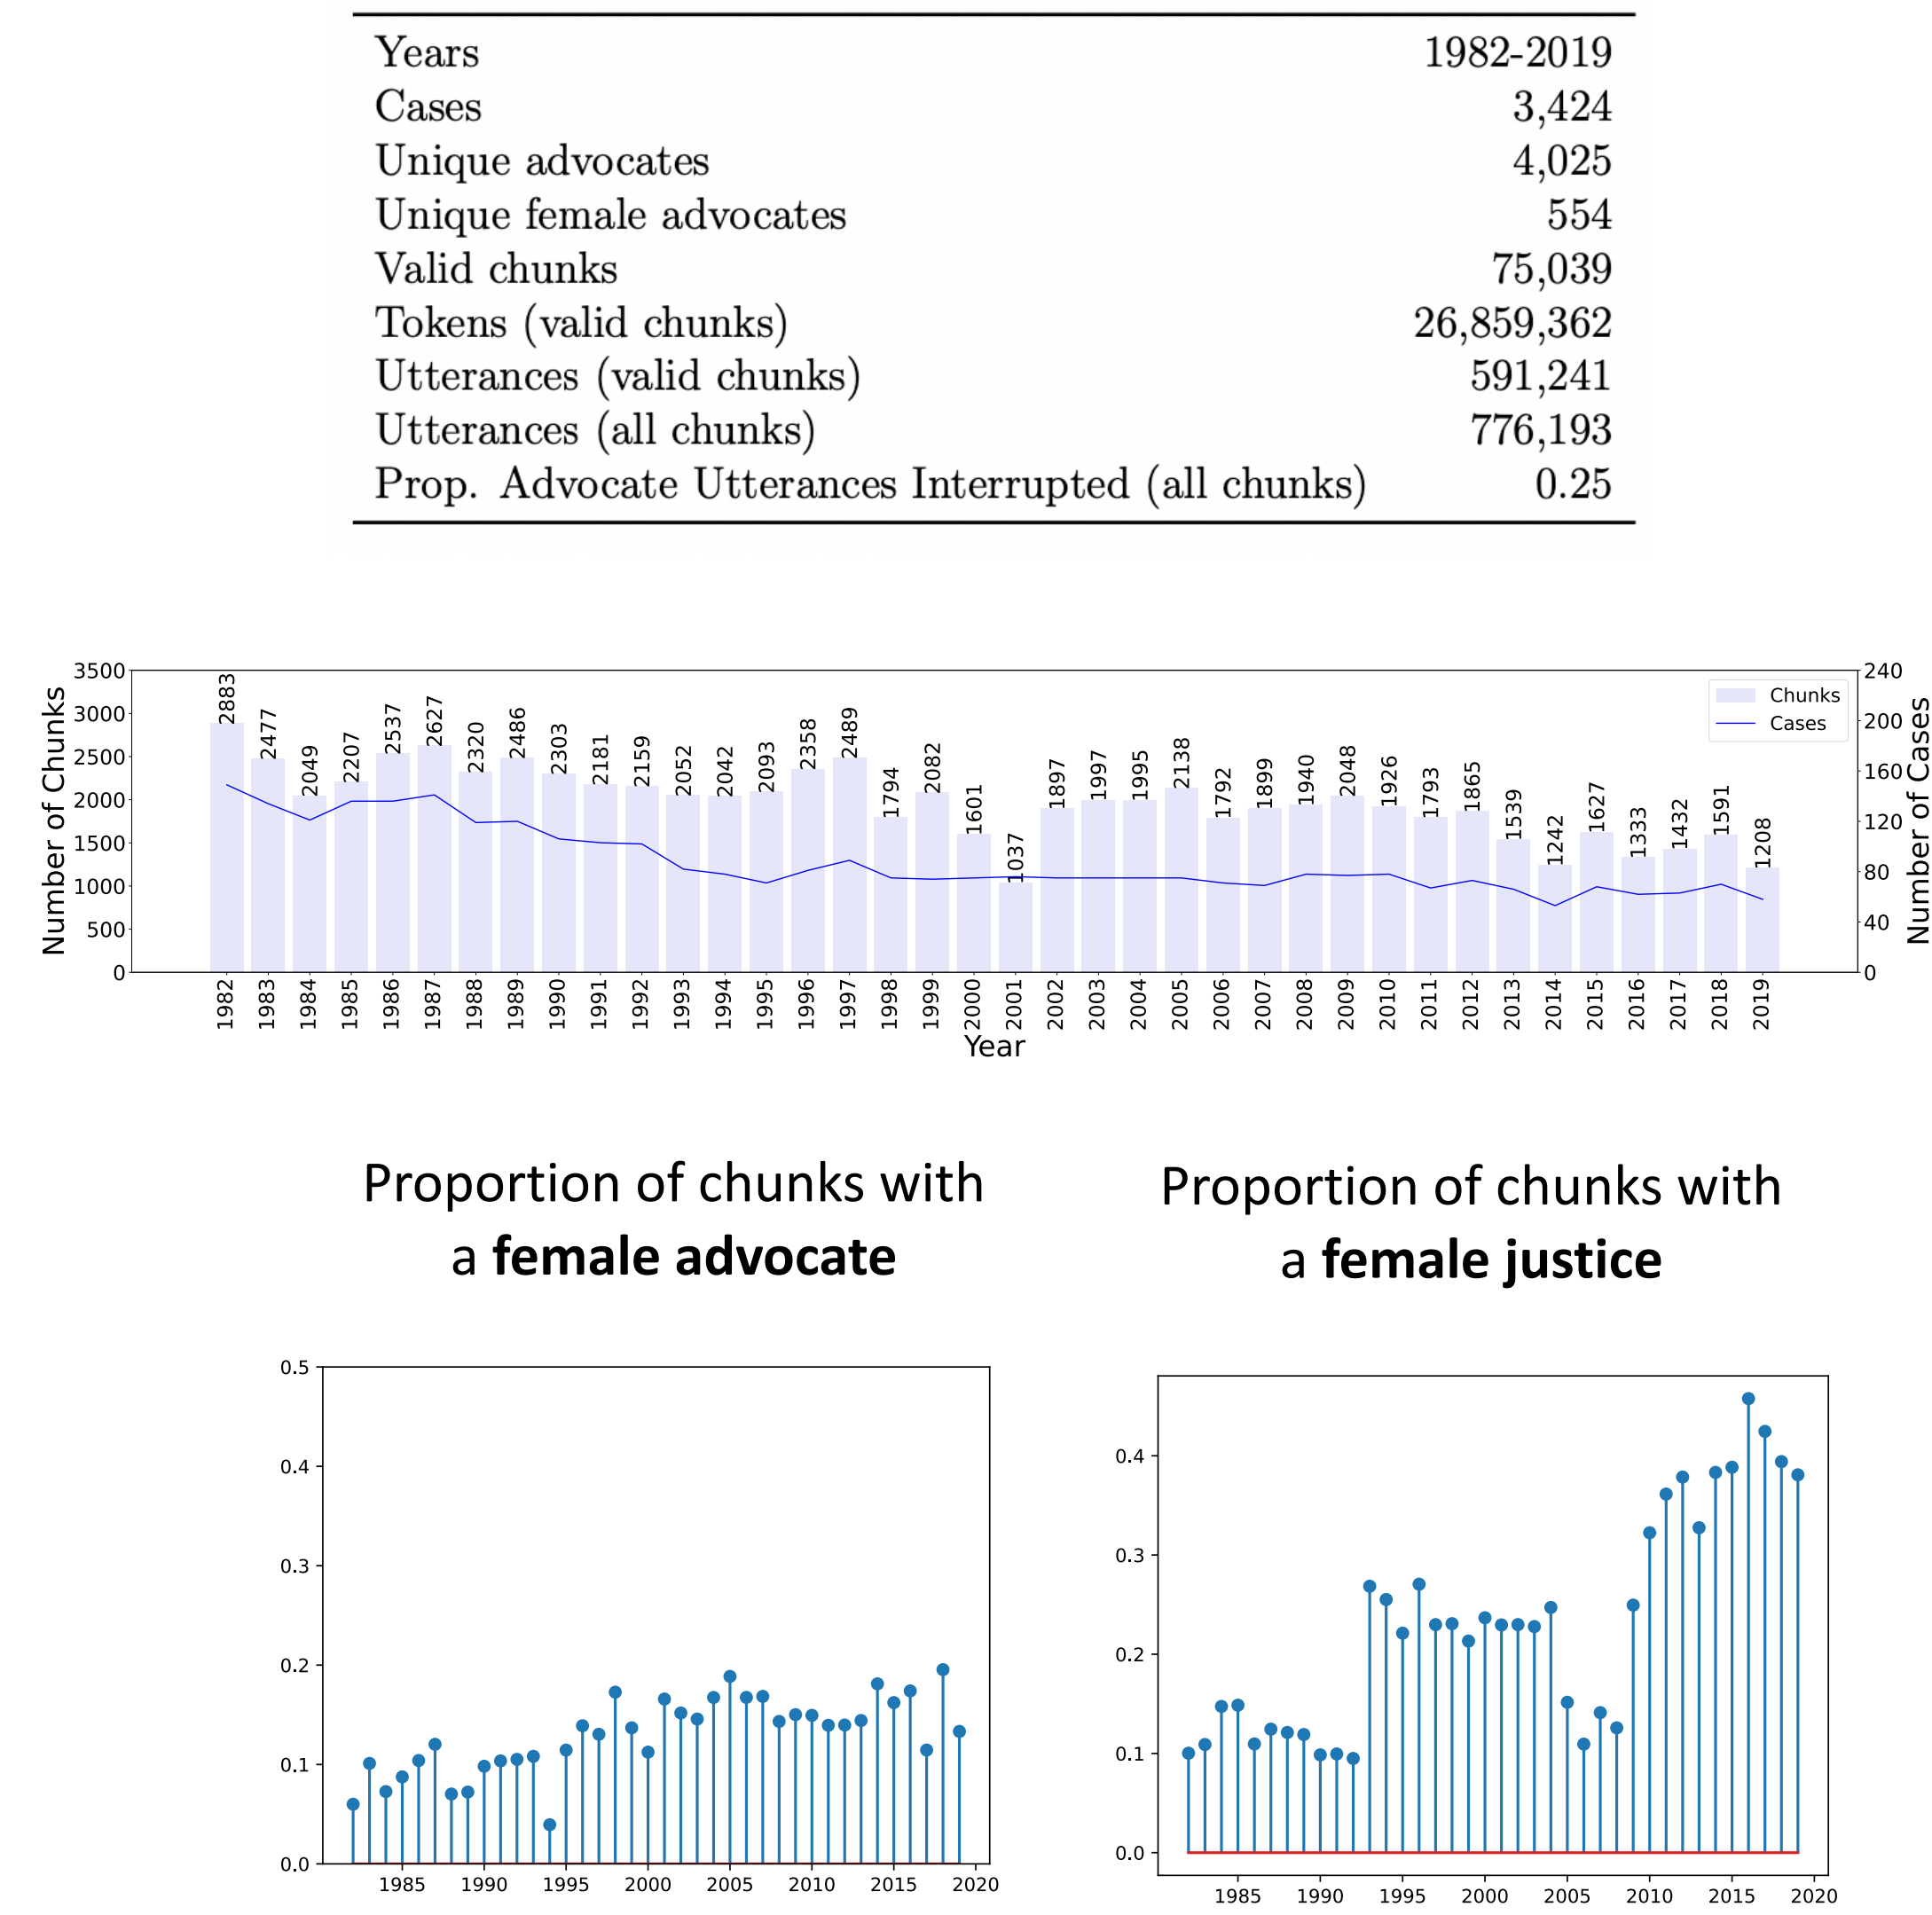 Years 1982-2019
Cases 3,424
Unique advocates 4,025
Unique female advocates 554
Valid chunks 75,039
Tokens (valid chunks) 26,859,362
Utterances (valid chunks) 591,241
Utterances (all chunks) 776,193
Prop. Advocate Utterances Interrupted (all chunks) 0.25
Number of Chunks
3500
3000
2500
2000
1500
1000
500
0
2883 2477 2049 2207 2537 2627 2320 2486 2303 2181 2159 2052 2042 2093 2358 2489 1794 2082 1601 1037 1897 1997 1995 2138 1792 1899 1940 2048 1926 1793 1865 1539 1242 1627 1333 1432 1591 1208
Chunks
Cases
240
200
160
120
80
40
0
Number of Cases
1982 1983 1984 1985 1986 1987 1988 1989 1990 1991 1992 1993 1994 1995 1996 1997 1998 1999 2000 2001 2002 2003 2004 2005 2006 2007 2008 2009 2010 2011 2012 2013 2014 2015 2016 2017 2018 2019
Year
Proportion of chunks with
a female advocate
0.5
0.4
0.3
0.2
0.1
0.0
1985 1990 1995 2000 2005 2010 2015 2020
Proportion of chunks with
a female justice
0.4
0.3
0.2
0.1
0.0
1985 1990 1995 2000 2005 2010 2015 2020